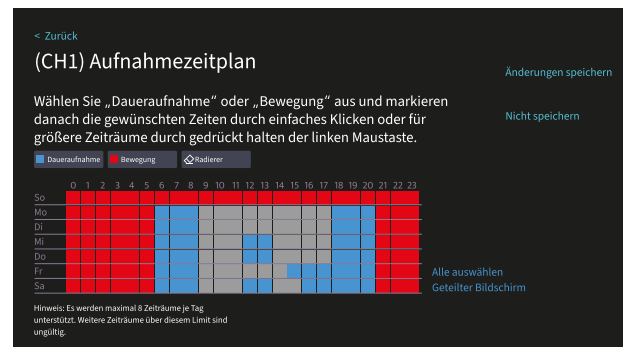 < Zurück
(CH1) Aufnahmezeitplan
Änderungen speichern
Wählen Sie „Daueraufnahme“ oder „Bewegung“ aus und markieren
danach die gewünschten Zeiten durch einfaches Klicken oder für
Nicht speichern
größere Zeiträume durch gedrückt halten der linken Maustaste.
Daueraufnahme Bewegung Radierer
0 1 2 3 4 5 6 7 8 9 10 11 12 13 14 15 16 17 18 19 20 21 22 23
So
Mo
Di
Mi
Do
Fr
Sa
Alle auswählen
Geteilter Bildschirm
Hinweis: Es werden maximal 8 Zeiträume je Tag
unterstützt. Weitere Zeiträume über diesem Limit sind
ungültig.